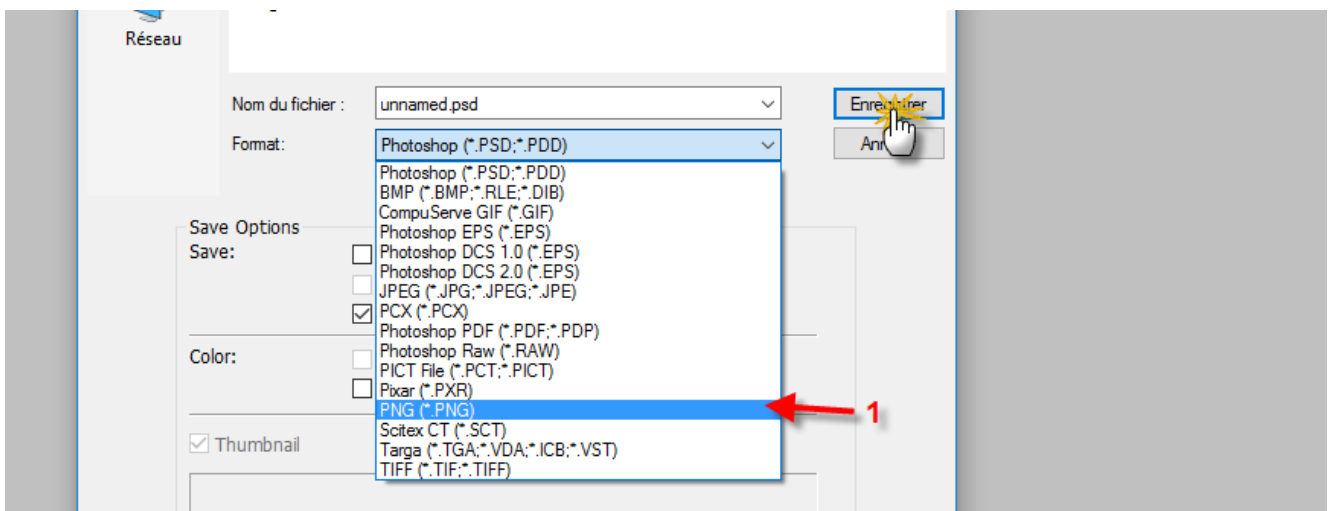 Réseau
Nom du fichier : unnamed.psd Enregistrer
Format: Photoshop (*.PSD;*.PDD)
Photoshop (*.PSD;*.PDD)
BMP (*.BMP;*.RLE;*.DIB)
CompuServe GIF (*.GIF)
Save Options
Photoshop EPS (*.EPS)
Save: Photoshop DCS 1.0 (*.EPS)
Photoshop DCS 2.0 (*.EPS)
JPEG (*.JPG;*.JPEG;*.JPE)
PCX (*.PCX)
Photoshop PDF (*.PDF;*.PDP)
Color: Photoshop Raw (*.RAW)
PICT File (*.PCT;*.PICT)
Pixar (*.PXR)
PNG (*.PNG) 1
Scitex CT (*.SCT)
Thumbnail Targa (*.TGA;*.VDA;*.ICB;*.VST)
TIFF (*.TIF;*.TIFF)